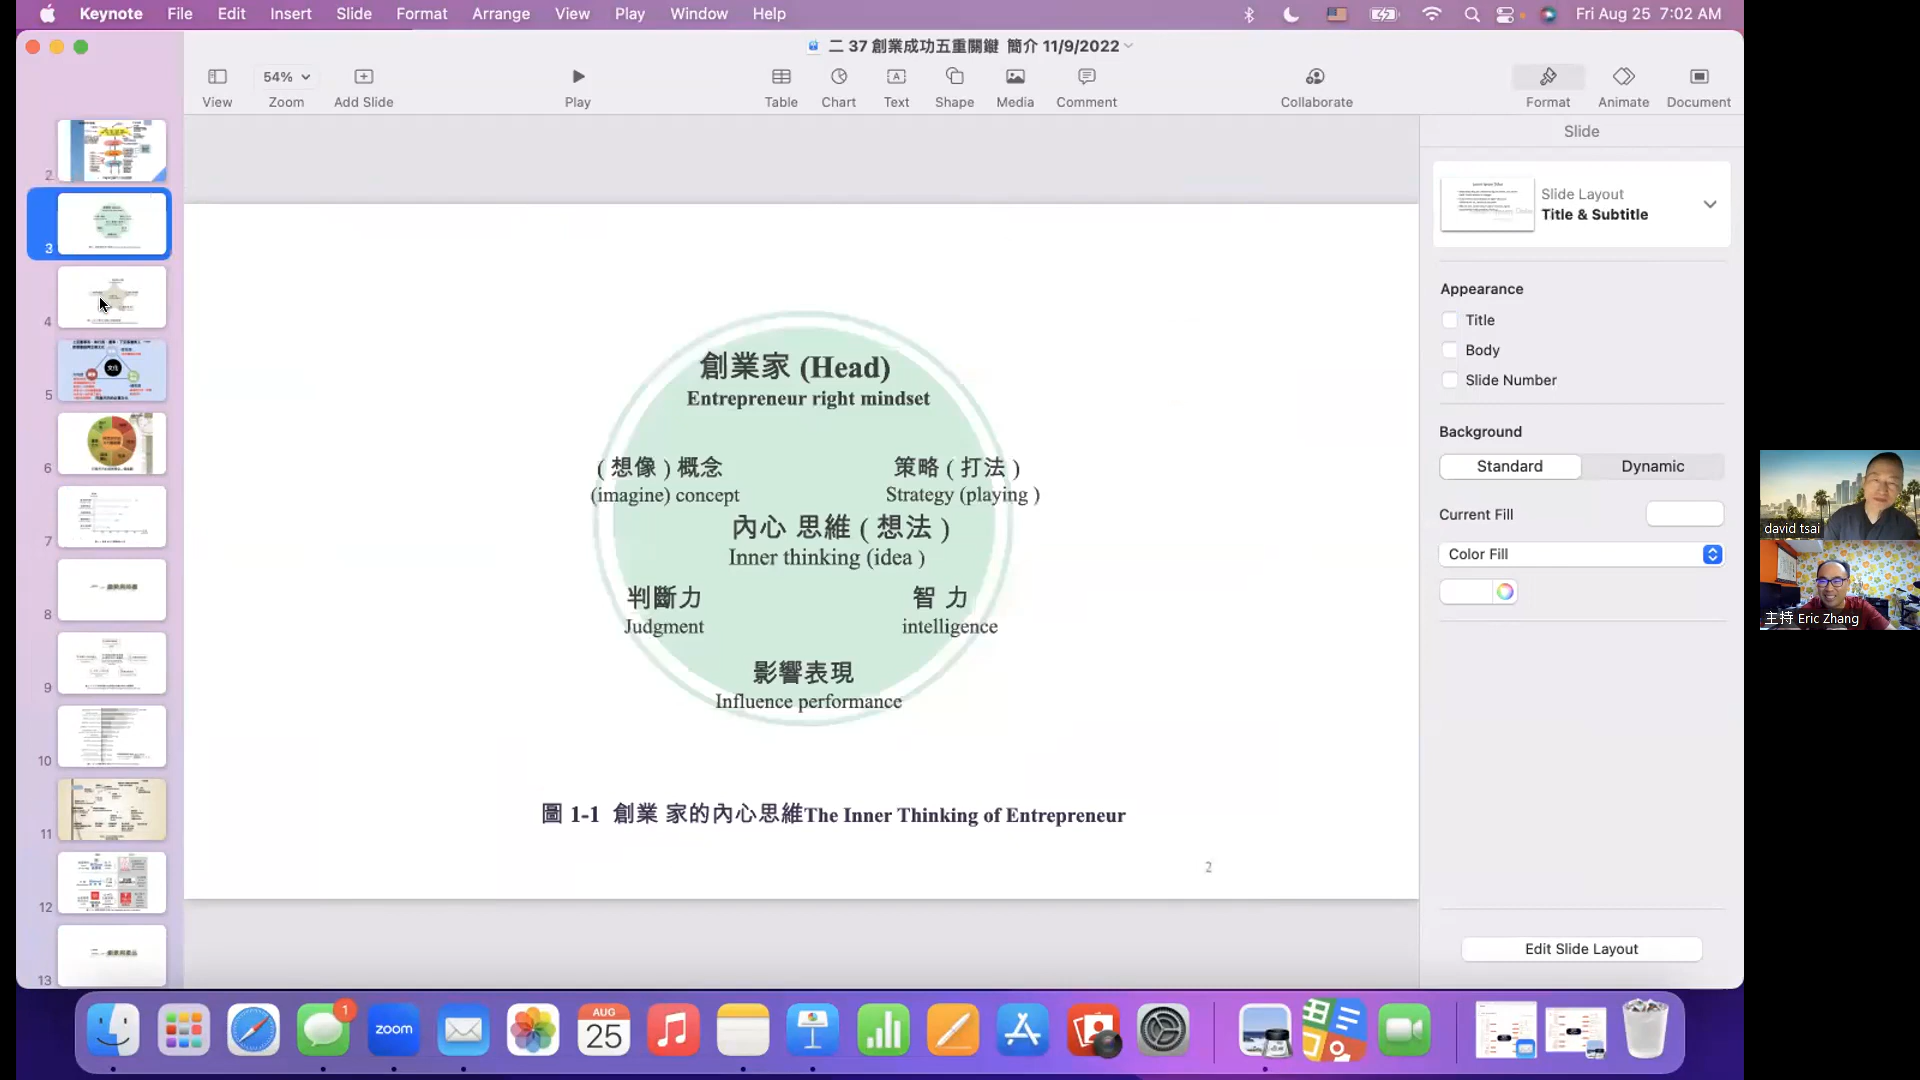 Keynote File Edit Insert Slide Format Arrange View Play Window Help Fri Aug 25 7:02 AM
二 37 創業成功五重關鍵 簡介 11/9/2022
54%
View Zoom Add Slide Play Table Chart Text Shape Media Comment Collaborate Format Animate Document
Slide
Slide Layout
Title & Subtitle
Appearance
Title
Body
Slide Number
Background
Standard Dynamic
Current Fill
Color Fill
Edit Slide Layout
2
3
4
5
文化
6
7
8
9
10
11
12
13
創業家 (Head)
Entrepreneur right mindset
( 想像 ) 概念 策略 ( 打法 )
(imagine) concept Strategy (playing )
內心 思維 ( 想法 )
Inner thinking (idea )
判斷力 智 力
Judgment intelligence
影響表現
Influence performance
圖 1-1 創業 家的內心思維The Inner Thinking of Entrepreneur
2
david tsai
主持 Eric Zhang
1
zoom
AUG
25